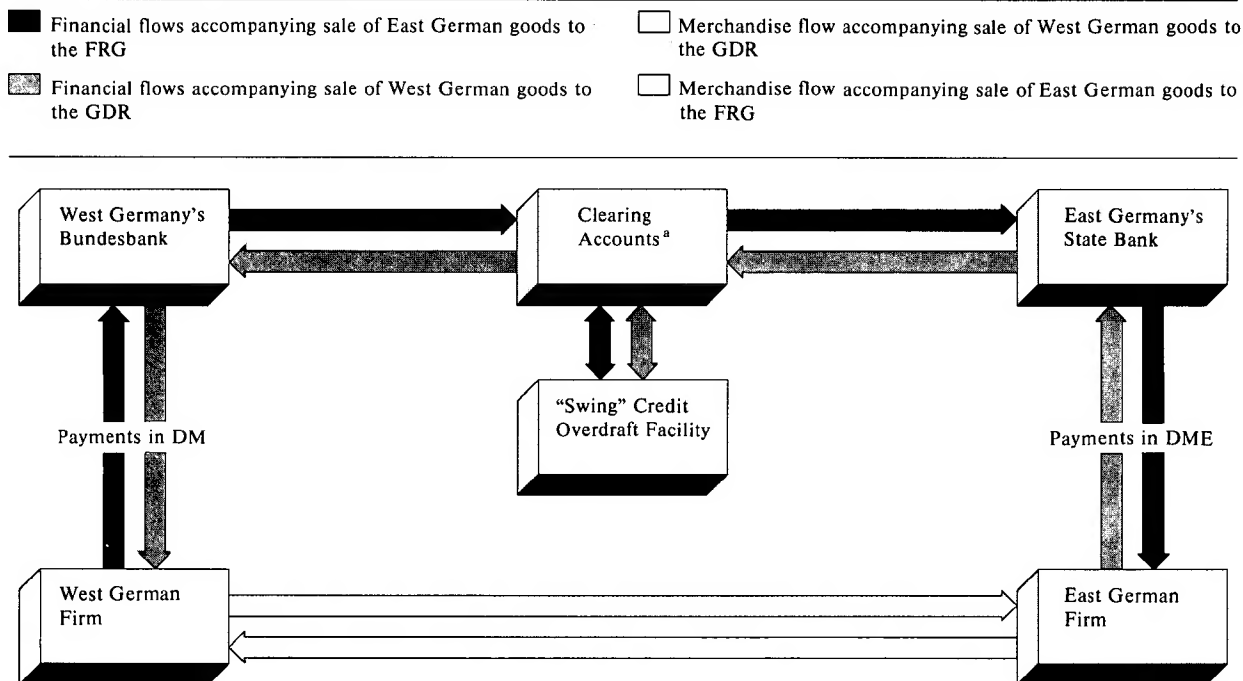 Financial flows accompanying sale of East German goods to
the FRG
Merchandise flow accompanying sale of West German goods to
the GDR
Financial flows accompanying sale of West German goods to
the GDR
Merchandise flow accompanying sale of East German goods to
the FRG
West Germany's
Bundesbank
Clearing
Accountsᵃ
East Germany's
State Bank
"Swing" Credit
Overdraft Facility
Payments in DM
Payments in DME
West German
Firm
East German
Firm